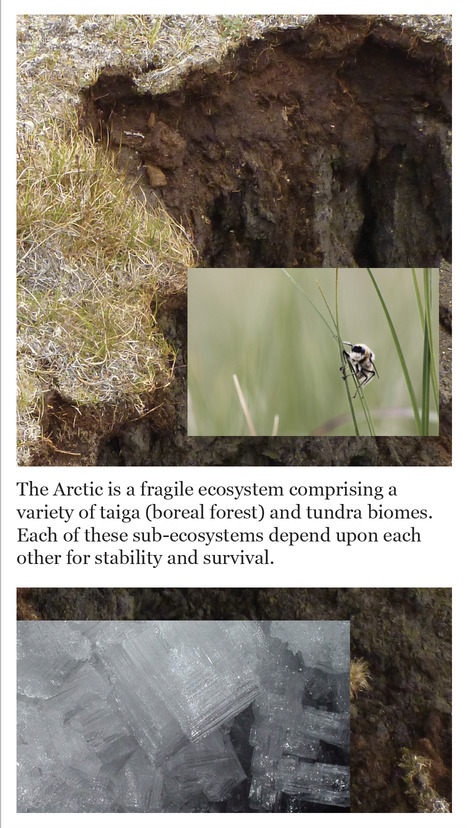 The Arctic is a fragile ecosystem comprising a
variety of taiga (boreal forest) and tundra biomes.
Each of these sub-ecosystems depend upon each
other for stability and survival.